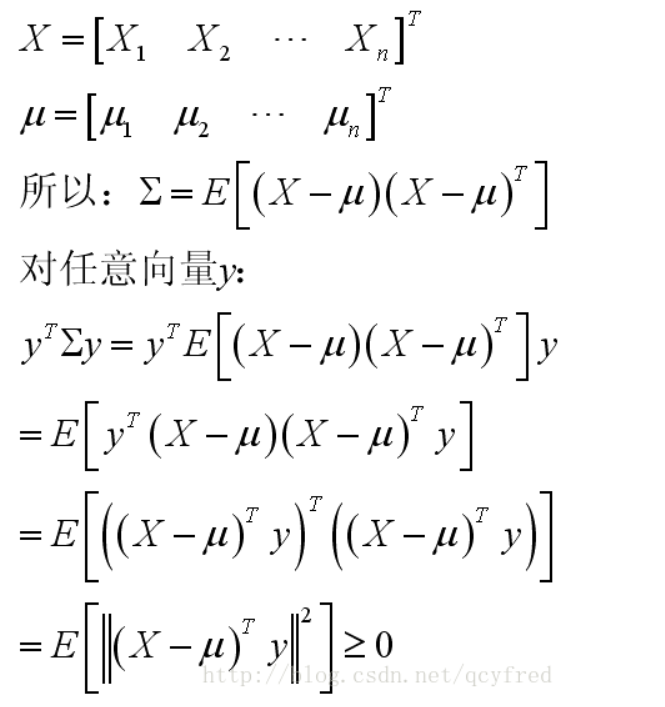 X = [X₁ X₂ ⋯ Xₙ]ᵀ
μ = [μ₁ μ₂ ⋯ μₙ]ᵀ
所以：Σ = E[(X − μ)(X − μ)ᵀ]
对任意向量y：
yᵀΣy = yᵀE[(X − μ)(X − μ)ᵀ]y
= E[yᵀ(X − μ)(X − μ)ᵀ y]
= E[((X − μ)ᵀ y)ᵀ((X − μ)ᵀ y)]
= E[‖(X − μ)ᵀ y‖²] ≥ 0
http://blog.csdn.net/qcyfred